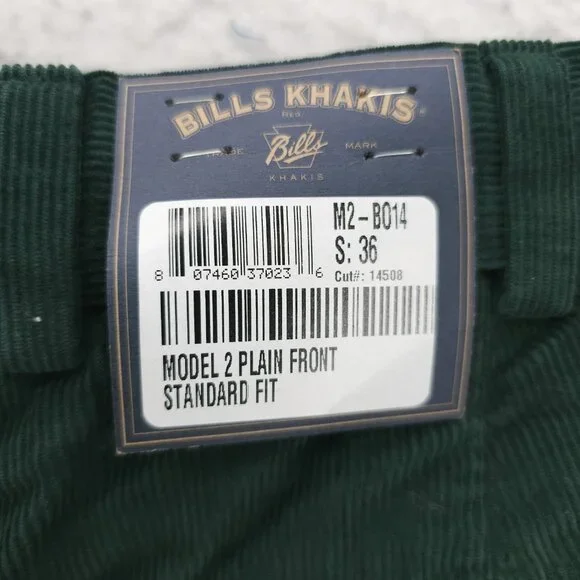 BILLS KHAKIS
REG
TRADE Bills MARK
KHAKIS
M2-B014
S: 36
Cut#: 14508
8 07460 37023 6
MODEL 2 PLAIN FRONT
STANDARD FIT